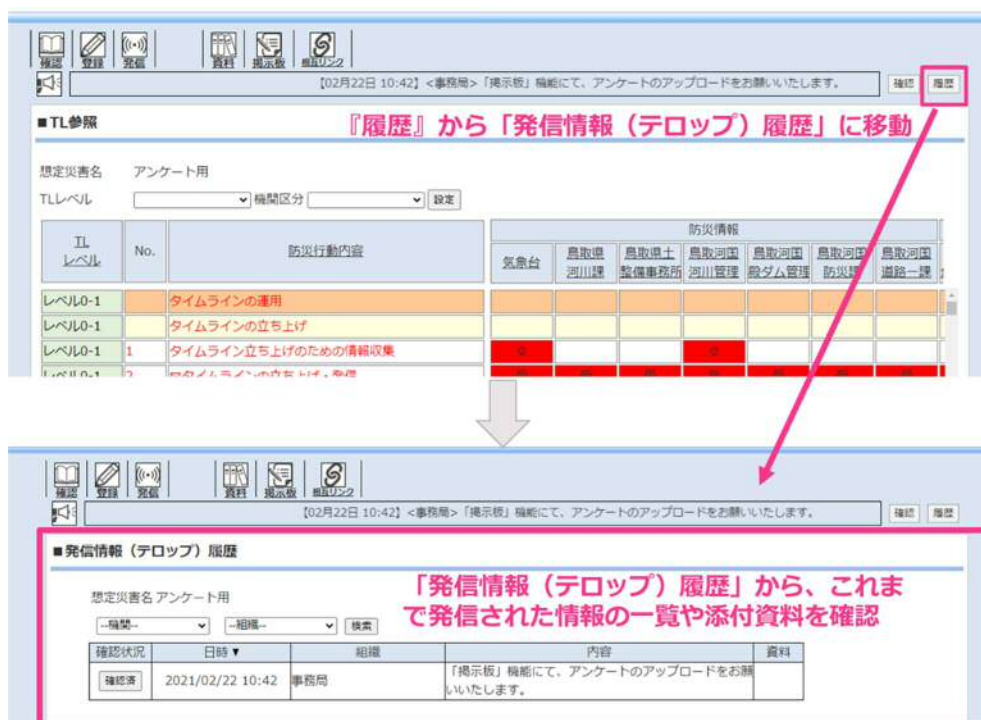 確認 登録 発信 資料 掲示板 相互リンク
【02月22日 10:42】<事務局>「掲示板」機能にて、アンケートのアップロードをお願いいたします。 確認 履歴
■TL参照
『履歴』から「発信情報(テロップ)履歴」に移動
想定災害名 アンケート用
TLレベル 機関区分 設定
防災情報
TL
レベル
No.
防災行動内容
気象台
鳥取県
河川課
鳥取県土
整備事務所
鳥取河国
河川管理
鳥取河国
殿ダム管理
鳥取河国
防災課
鳥取河国
道路一課
レベル0-1 タイムラインの運用
レベル0-1 タイムラインの立ち上げ
レベル0-1 1 タイムライン立ち上げのための情報収集
レベル0-1 2 タイムラインの立ち上げ・発信
確認 登録 発信 資料 掲示板 相互リンク
【02月22日 10:42】<事務局>「掲示板」機能にて、アンケートのアップロードをお願いいたします。 確認 履歴
■発信情報(テロップ)履歴
「発信情報(テロップ)履歴」から、これま
で発信された情報の一覧や添付資料を確認
想定災害名 アンケート用
--機関-- --組織-- 検索
確認状況 日時▼ 組織 内容 資料
確認済 2021/02/22 10:42 事務局 「掲示板」機能にて、アンケートのアップロードをお願
いいたします。